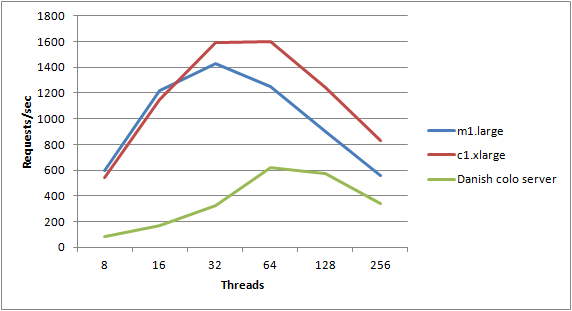 1800
1600
1400
1200
1000
800
600
400
200
0
Requests/sec
8 16 32 64 128 256
Threads
m1.large
c1.xlarge
Danish colo server